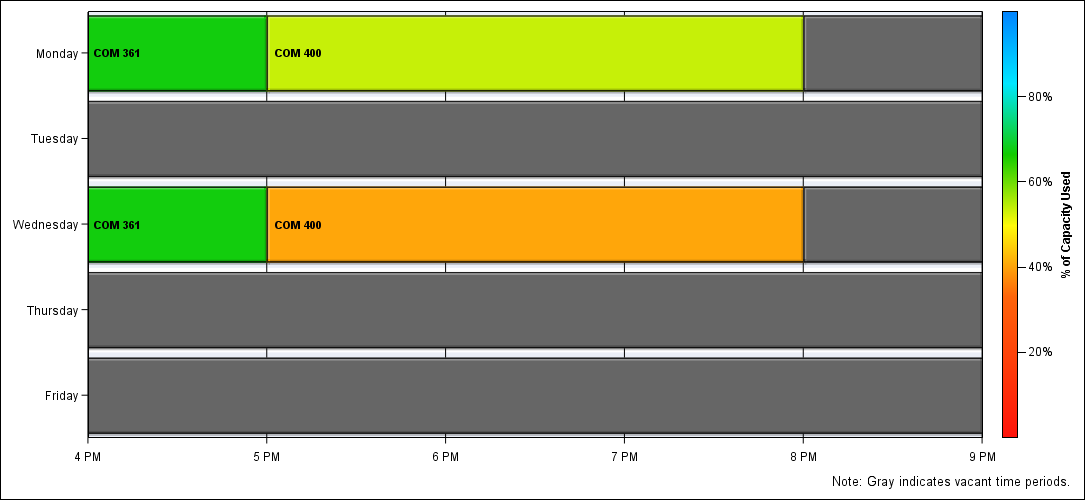 Monday
COM 361
COM 400
Tuesday
Wednesday
COM 361
COM 400
Thursday
Friday
4 PM
5 PM
6 PM
7 PM
8 PM
9 PM
80%
60%
40%
20%
% of Capacity Used
Note: Gray indicates vacant time periods.